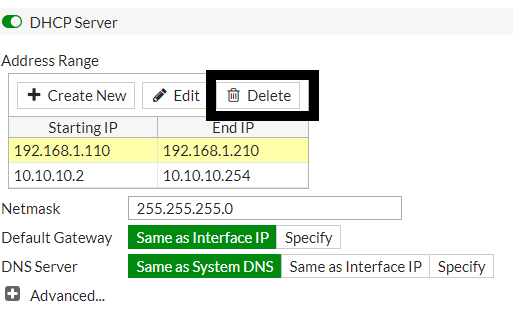 DHCP Server
Address Range
Create New Edit Delete
Starting IP End IP
192.168.1.110 192.168.1.210
10.10.10.2 10.10.10.254
Netmask 255.255.255.0
Default Gateway Same as Interface IP Specify
DNS Server Same as System DNS Same as Interface IP Specify
Advanced...